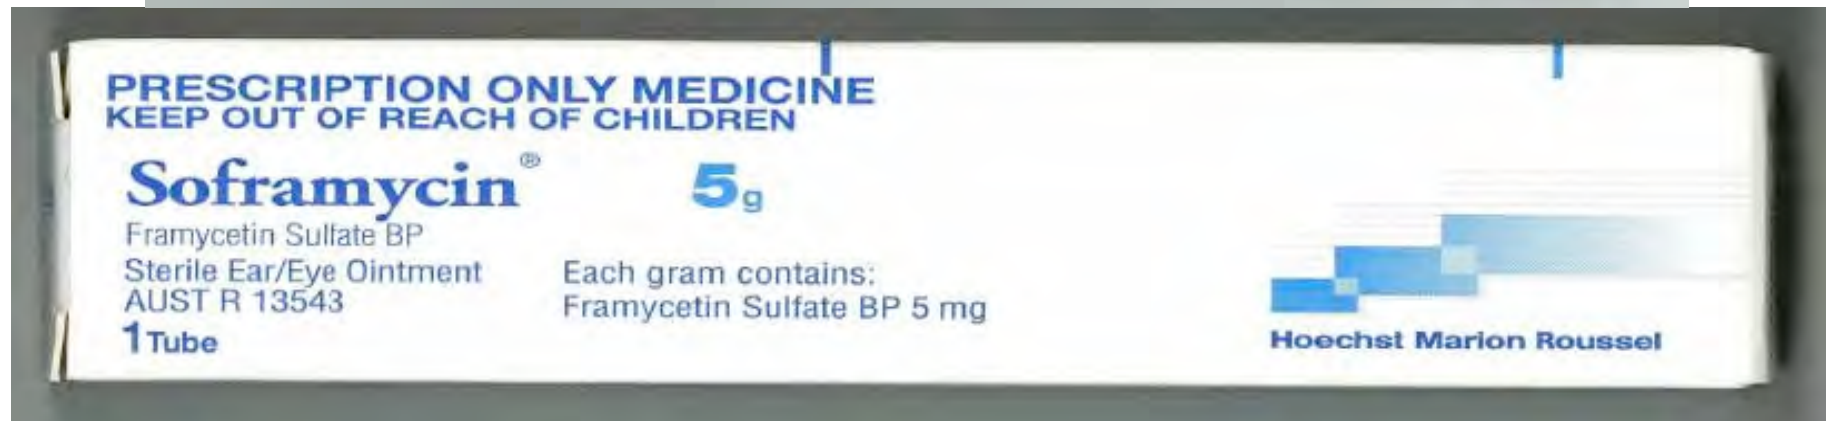 PRESCRIPTION ONLY MEDICINE
KEEP OUT OF REACH OF CHILDREN
Soframycin® 5g
Framycetin Sulfate BP
Sterile Ear/Eye Ointment
AUST R 13543
1 Tube
Each gram contains:
Framycetin Sulfate BP 5 mg
Hoechst Marion Roussel